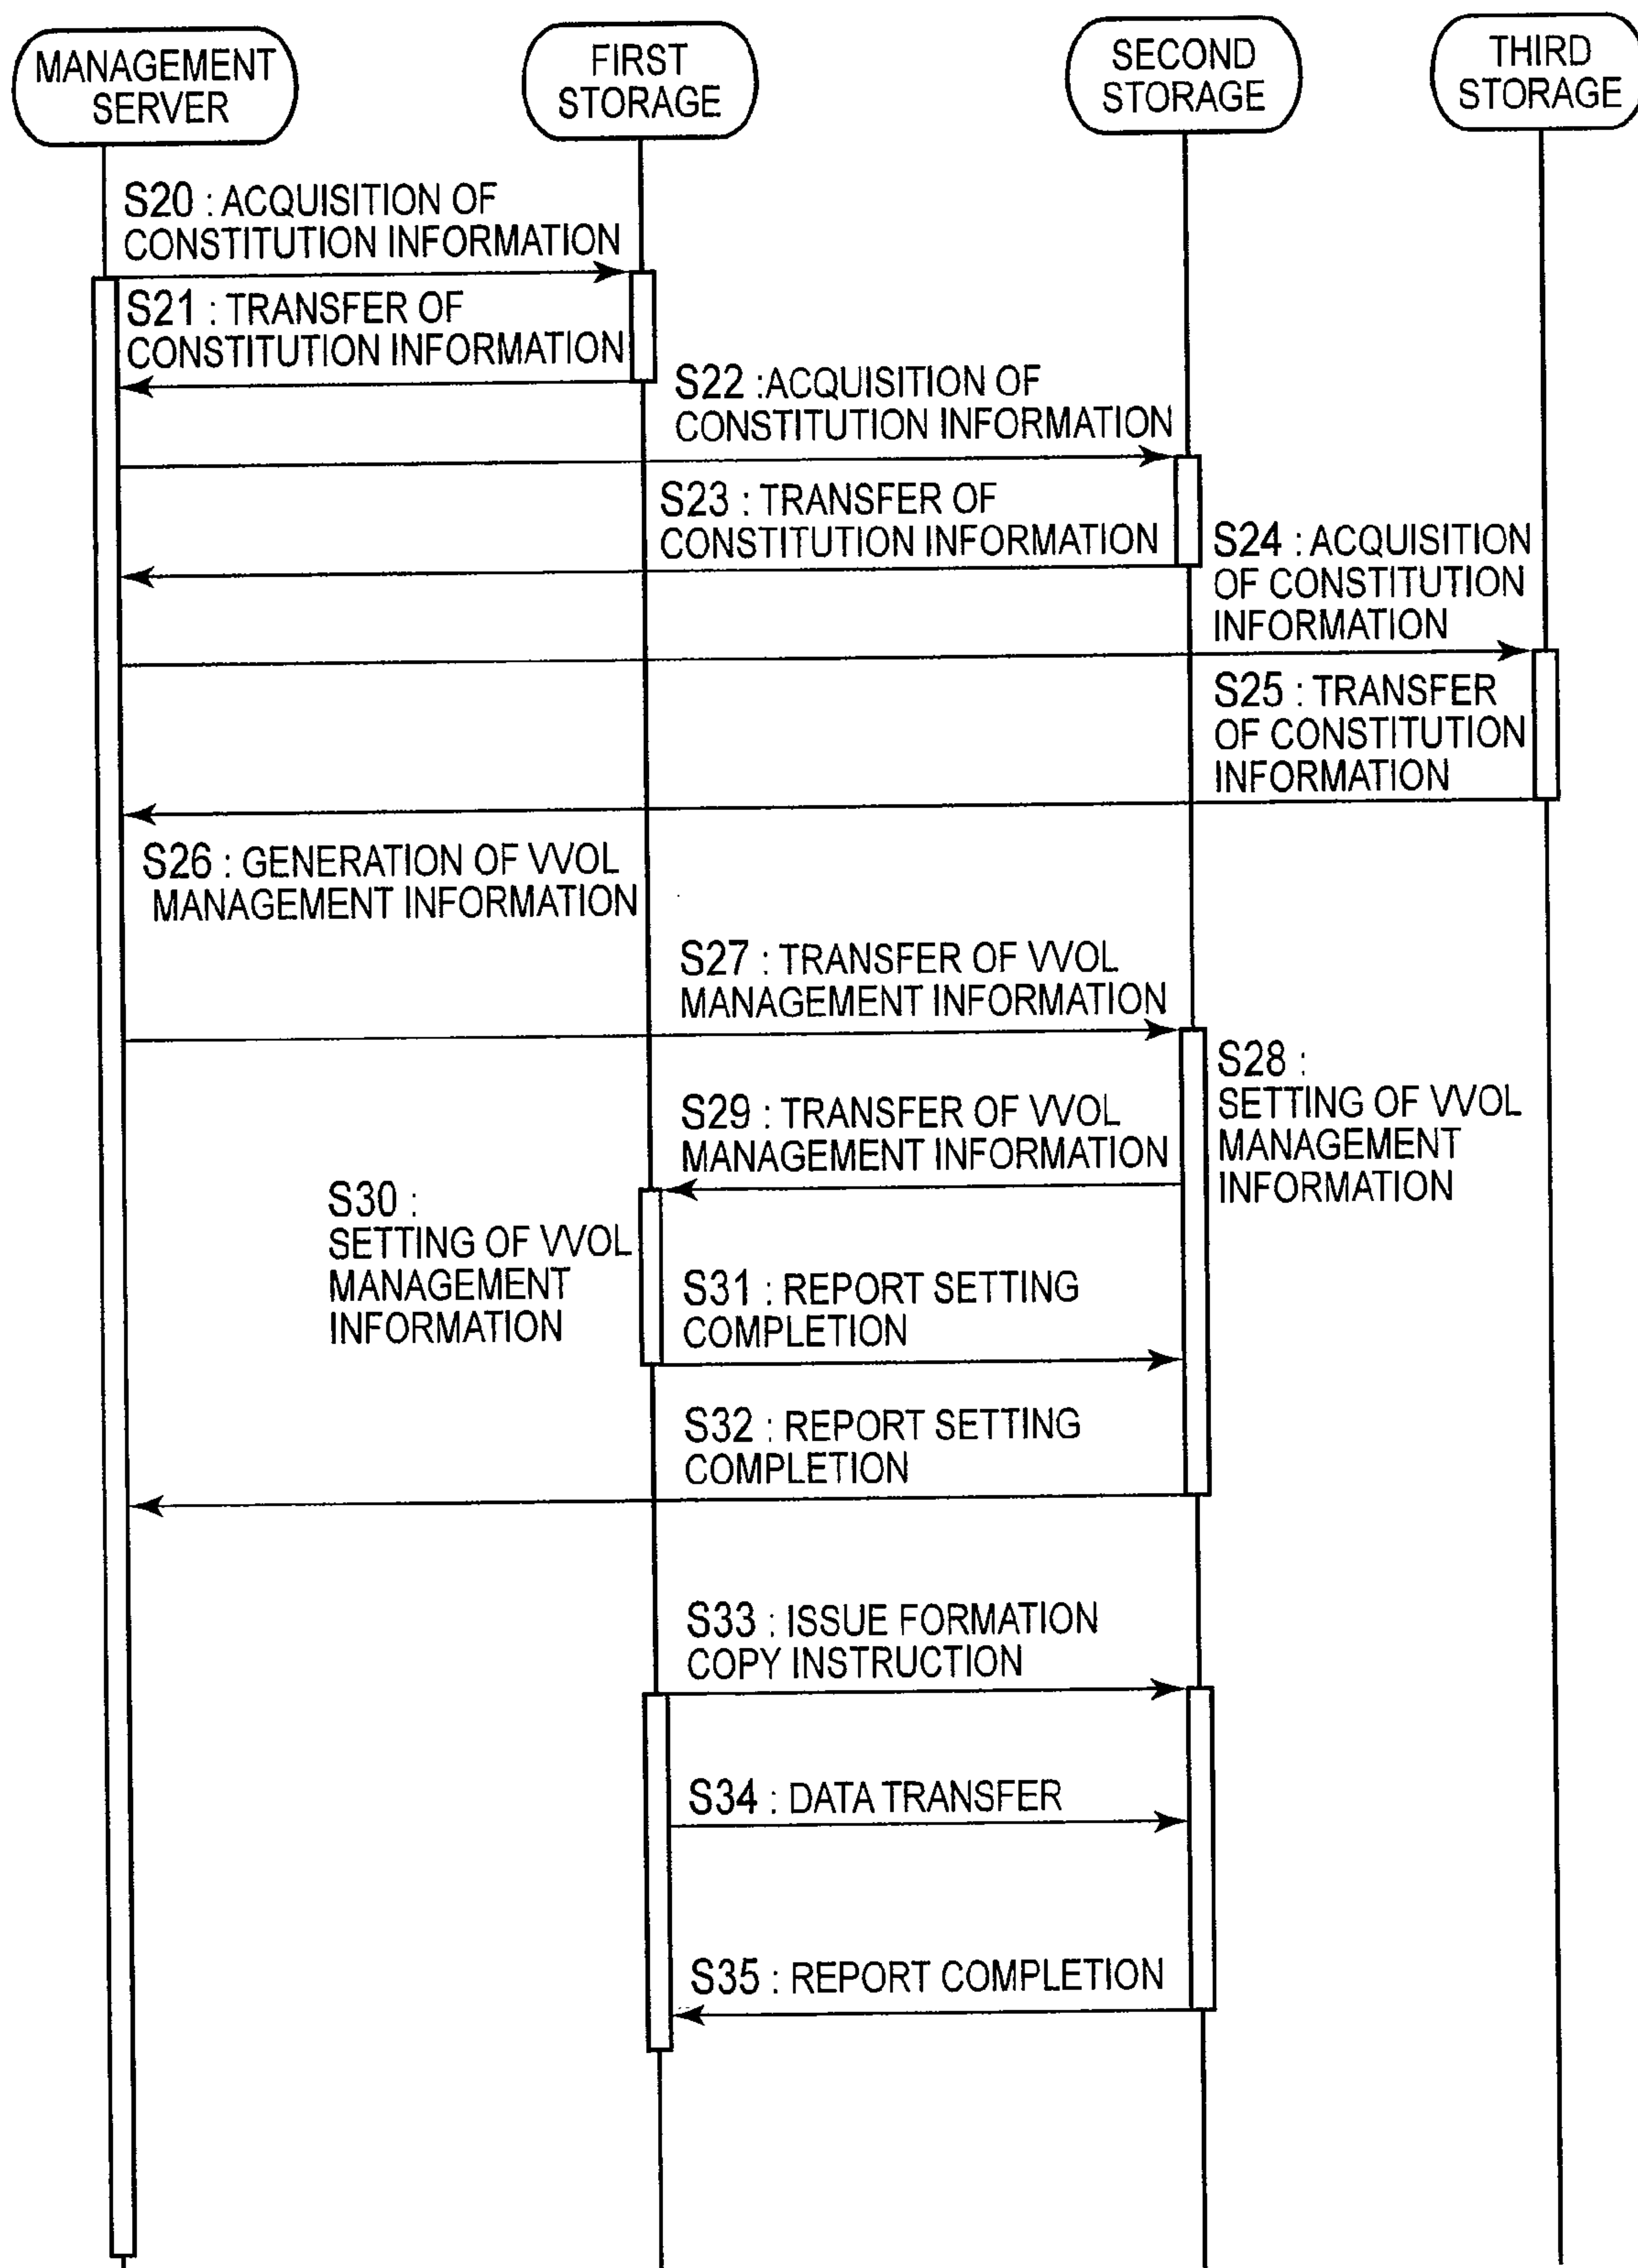 MANAGEMENT
SERVER
FIRST
STORAGE
SECOND
STORAGE
THIRD
STORAGE
S20 : ACQUISITION OF
CONSTITUTION INFORMATION
S21 : TRANSFER OF
CONSTITUTION INFORMATION
S22 :ACQUISITION OF
CONSTITUTION INFORMATION
S23 : TRANSFER OF
CONSTITUTION INFORMATION
S24 : ACQUISITION
OF CONSTITUTION
INFORMATION
S25 : TRANSFER
OF CONSTITUTION
INFORMATION
S26 : GENERATION OF VVOL
MANAGEMENT INFORMATION
S27 : TRANSFER OF VVOL
MANAGEMENT INFORMATION
S28 :
SETTING OF VVOL
MANAGEMENT
INFORMATION
S29 : TRANSFER OF VVOL
MANAGEMENT INFORMATION
S30 :
SETTING OF VVOL
MANAGEMENT
INFORMATION
S31 : REPORT SETTING
COMPLETION
S32 : REPORT SETTING
COMPLETION
S33 : ISSUE FORMATION
COPY INSTRUCTION
S34 : DATA TRANSFER
S35 : REPORT COMPLETION